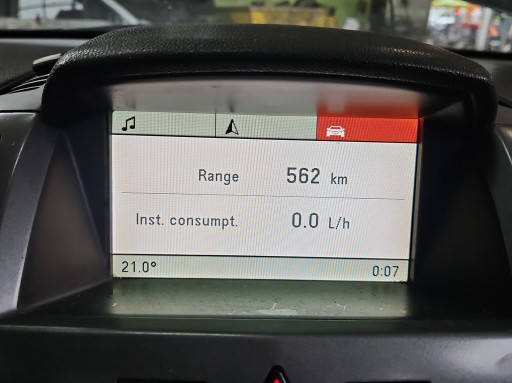 Range 562 km
Inst. consumpt. 0.0 L/h
21.0° 0:07